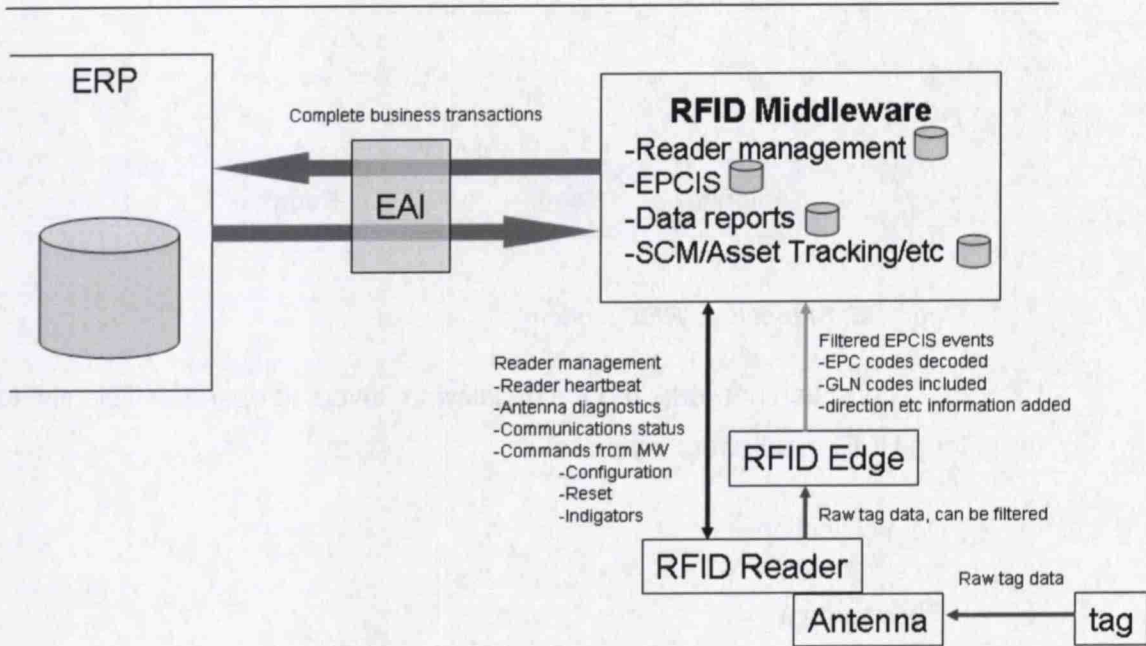 ERP
Complete business transactions
EAI
RFID Middleware
-Reader management
-EPCIS
-Data reports
-SCM/Asset Tracking/etc
Reader management
-Reader heartbeat
-Antenna diagnostics
-Communications status
-Commands from MW
-Configuration
-Reset
-Indigators
Filtered EPCIS events
-EPC codes decoded
-GLN codes included
-direction etc information added
RFID Edge
Raw tag data, can be filtered
RFID Reader
Raw tag data
Antenna
tag